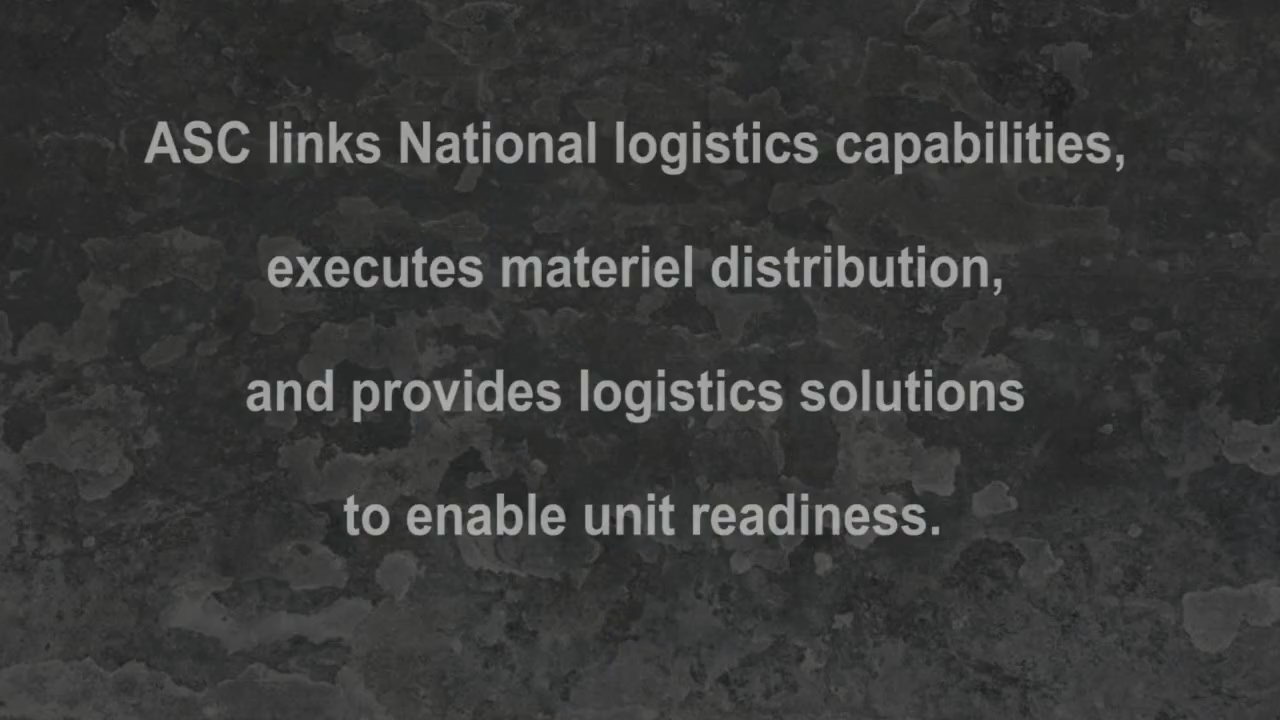 ASC links National logistics capabilities,
executes materiel distribution,
and provides logistics solutions
to enable unit readiness.